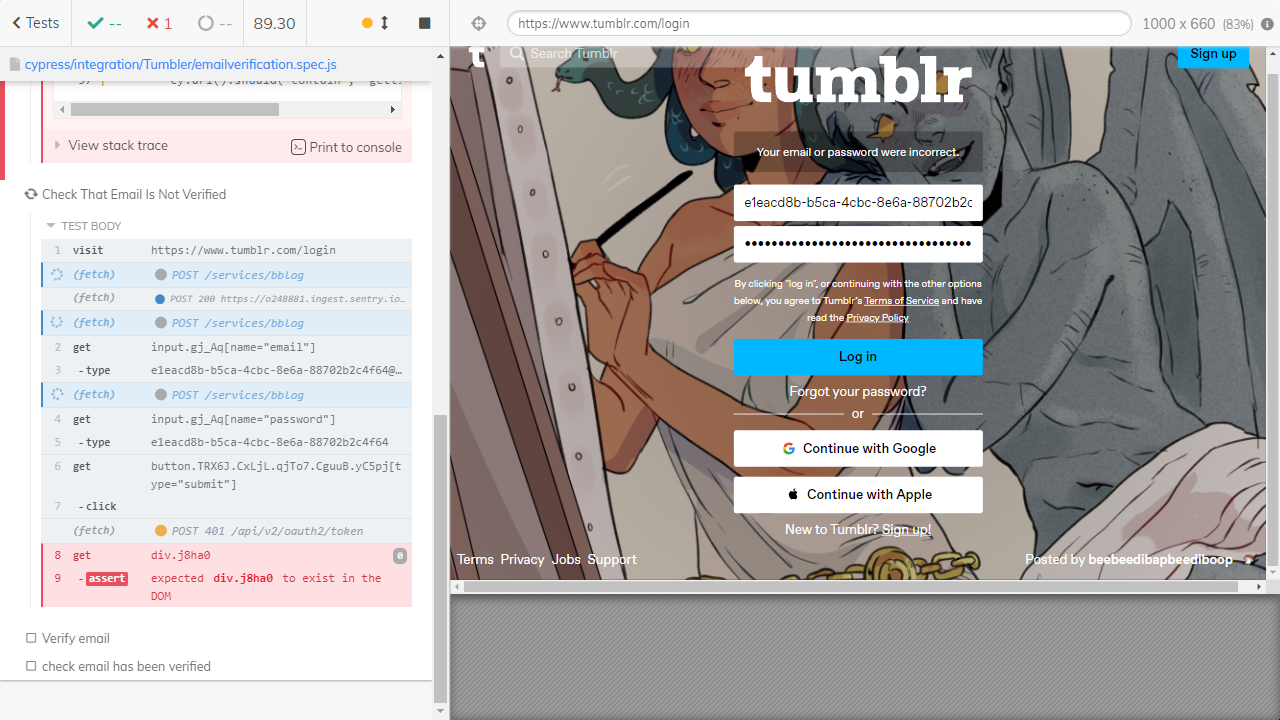 Tests
--
1
--
89.30
https://www.tumblr.com/login
1000 x 660 (83%)
cypress/integration/Tumbler/emailverification.spec.js
View stack trace
Print to console
Check That Email Is Not Verified
TEST BODY
1 visit https://www.tumblr.com/login
(fetch) POST /services/bblog
(fetch) POST 200 https://o248881.ingest.sentry.io…
(fetch) POST /services/bblog
2 get input.gj_Aq[name="email"]
3 -type e1eacd8b-b5ca-4cbc-8e6a-88702b2c4f64@…
(fetch) POST /services/bblog
4 get input.gj_Aq[name="password"]
5 -type e1eacd8b-b5ca-4cbc-8e6a-88702b2c4f64
6 get button.TRX6J.CxLjL.qjTo7.CguuB.yC5pj[t
ype="submit"]
7 -click
(fetch) POST 401 /api/v2/oauth2/token
8 get div.j8ha0 0
9 -assert expected div.j8ha0 to exist in the
DOM
Verify email
check email has been verified
t
Search Tumblr
Sign up
tumblr
Your email or password were incorrect.
e1eacd8b-b5ca-4cbc-8e6a-88702b2c
By clicking "log in", or continuing with the other options
below, you agree to Tumblr's Terms of Service and have
read the Privacy Policy
Log in
Forgot your password?
or
Continue with Google
Continue with Apple
New to Tumblr? Sign up!
Terms Privacy Jobs Support
Posted by beebeedibapbeediboop